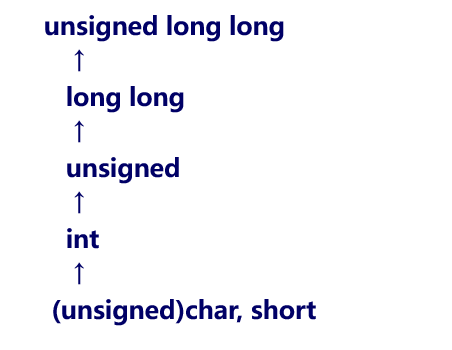 unsigned long long
↑
long long
↑
unsigned
↑
int
↑
(unsigned)char, short